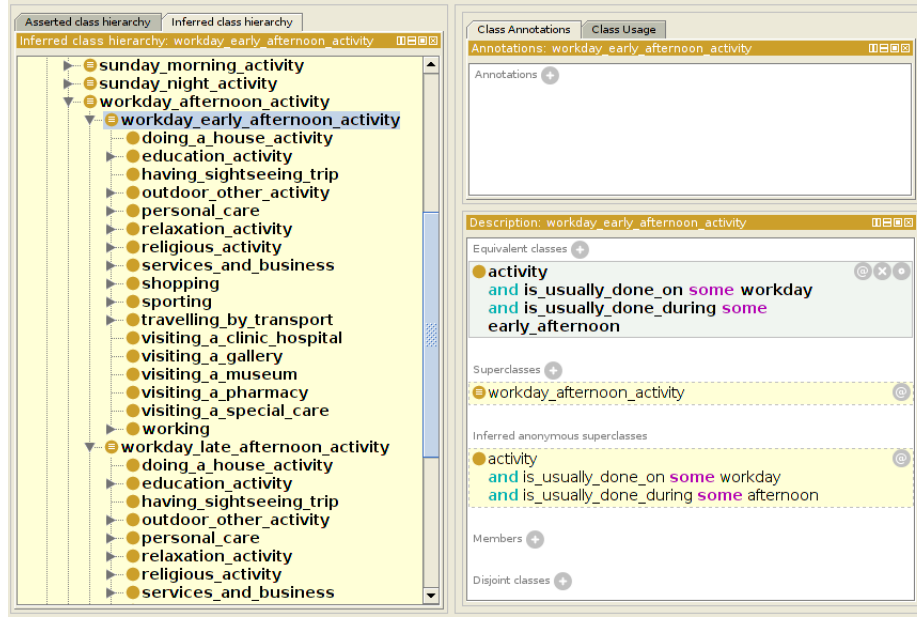 Asserted class hierarchy
Inferred class hierarchy
Inferred class hierarchy: workday_early_afternoon_activity
sunday_morning_activity
sunday_night_activity
workday_afternoon_activity
workday_early_afternoon_activity
doing_a_house_activity
education_activity
having_sightseeing_trip
outdoor_other_activity
personal_care
relaxation_activity
religious_activity
services_and_business
shopping
sporting
travelling_by_transport
visiting_a_clinic_hospital
visiting_a_gallery
visiting_a_museum
visiting_a_pharmacy
visiting_a_special_care
working
workday_late_afternoon_activity
doing_a_house_activity
education_activity
having_sightseeing_trip
outdoor_other_activity
personal_care
relaxation_activity
religious_activity
services_and_business
Class Annotations
Class Usage
Annotations: workday_early_afternoon_activity
Annotations
Description: workday_early_afternoon_activity
Equivalent classes
activity
and is_usually_done_on some workday
and is_usually_done_during some
early_afternoon
Superclasses
workday_afternoon_activity
Inferred anonymous superclasses
activity
and is_usually_done_on some workday
and is_usually_done_during some afternoon
Members
Disjoint classes